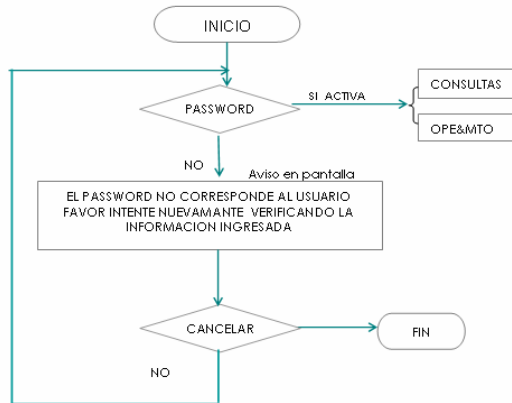 INICIO
PASSWORD
SI ACTIVA
CONSULTAS
OPE&MTO
NO
Aviso en pantalla
EL PASSWORD NO CORRESPONDE AL USUARIO
FAVOR INTENTE NUEVAMANTE VERIFICANDO LA
INFORMACION INGRESADA
CANCELAR
FIN
NO